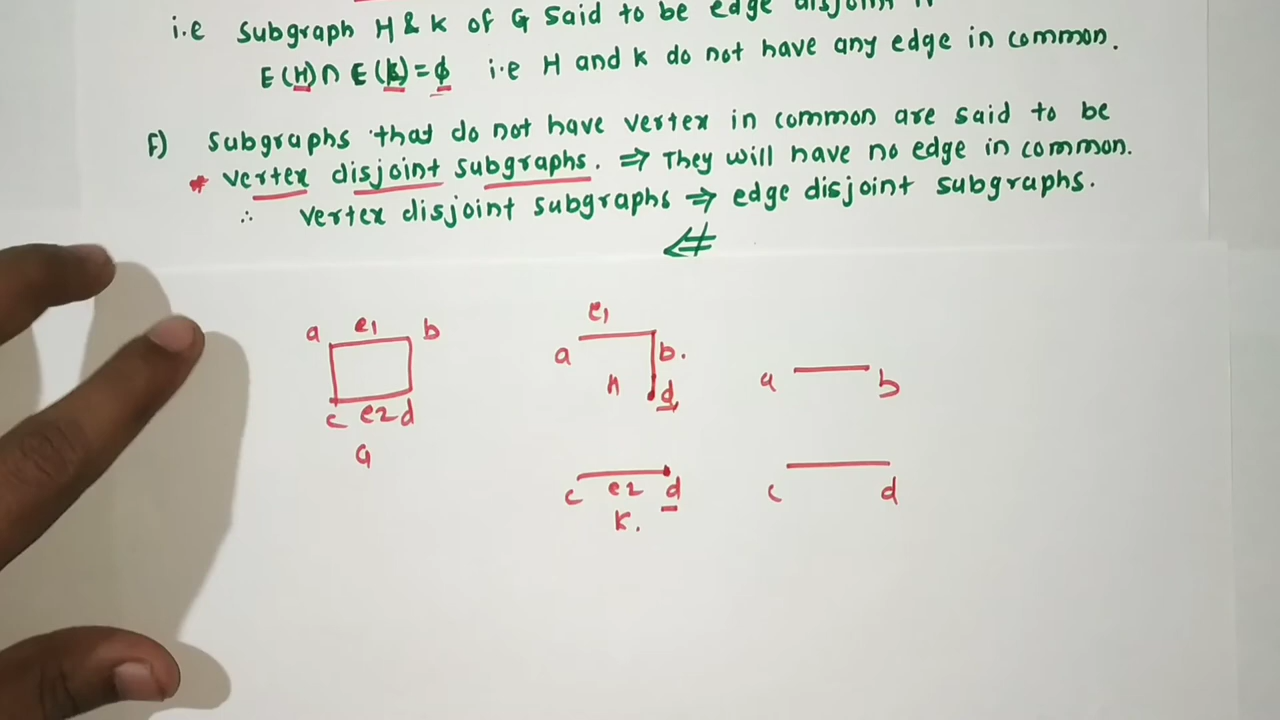 i.e subgraph H & K of G said to be edge disjoint if
E(H) ∩ E(K) = ϕ i.e H and K do not have any edge in common.
F) subgraphs that do not have vertex in common are said to be
* vertex disjoint subgraphs. ⇒ They will have no edge in common.
∴ vertex disjoint subgraphs ⇒ edge disjoint subgraphs.
⇍
a e1 b
c e2 d
G
e1
a b.
H d
c e2 d
K.
a b
c d